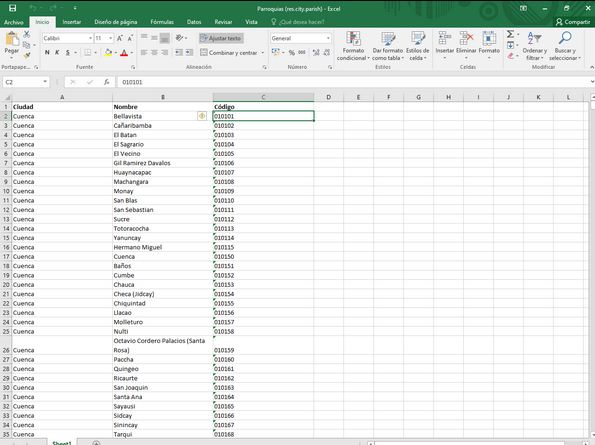 Parroquias (res.city.parish) - Excel
Archivo Inicio Insertar Diseño de página Fórmulas Datos Revisar Vista ¿Qué desea hacer? Compartir
Pegar
Calibri 11 A A
N K S
Ajustar texto
Combinar y centrar
General
% 000
Formato condicional
Dar formato como tabla
Estilos de celda
Insertar Eliminar Formato
Ordenar y filtrar
Buscar y seleccionar
Portapape... Fuente Alineación Número Estilos Celdas Modificar
C2 fx 010101
A B C D E F G H I J K L
1 Ciudad Nombre Código
2 Cuenca Bellavista 010101
3 Cuenca Cañaribamba 010102
4 Cuenca El Batan 010103
5 Cuenca El Sagrario 010104
6 Cuenca El Vecino 010105
7 Cuenca Gil Ramirez Davalos 010106
8 Cuenca Huaynacapac 010107
9 Cuenca Machangara 010108
10 Cuenca Monay 010109
11 Cuenca San Blas 010110
12 Cuenca San Sebastian 010111
13 Cuenca Sucre 010112
14 Cuenca Totoracocha 010113
15 Cuenca Yanuncay 010114
16 Cuenca Hermano Miguel 010115
17 Cuenca Cuenca 010150
18 Cuenca Baños 010151
19 Cuenca Cumbe 010152
20 Cuenca Chauca 010153
21 Cuenca Checa (Jidcay) 010154
22 Cuenca Chiquintad 010155
23 Cuenca Llacao 010156
24 Cuenca Molleturo 010157
25 Cuenca Nulti 010158
Octavio Cordero Palacios (Santa
26 Cuenca Rosa) 010159
27 Cuenca Paccha 010160
28 Cuenca Quingeo 010161
29 Cuenca Ricaurte 010162
30 Cuenca San Joaquin 010163
31 Cuenca Santa Ana 010164
32 Cuenca Sayausi 010165
33 Cuenca Sidcay 010166
34 Cuenca Sinincay 010167
35 Cuenca Tarqui 010168
Sheet1